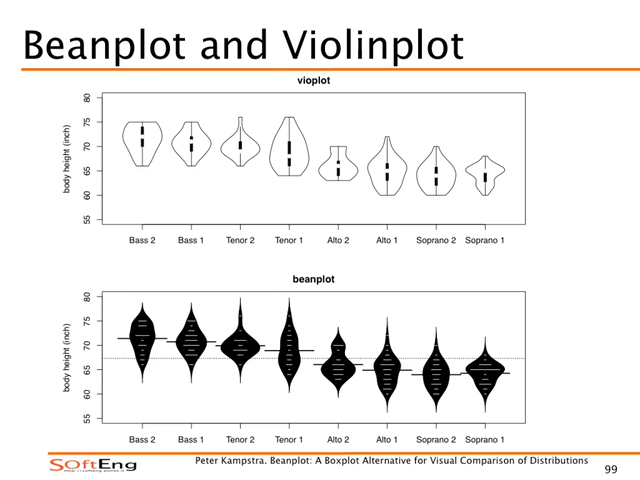 Beanplot and Violinplot
vioplot
80
75
70
65
60
55
body height (inch)
Bass 2 Bass 1 Tenor 2 Tenor 1 Alto 2 Alto 1 Soprano 2 Soprano 1
beanplot
80
75
70
65
60
55
body height (inch)
Bass 2 Bass 1 Tenor 2 Tenor 1 Alto 2 Alto 1 Soprano 2 Soprano 1
SOftEng
Peter Kampstra. Beanplot: A Boxplot Alternative for Visual Comparison of Distributions
99